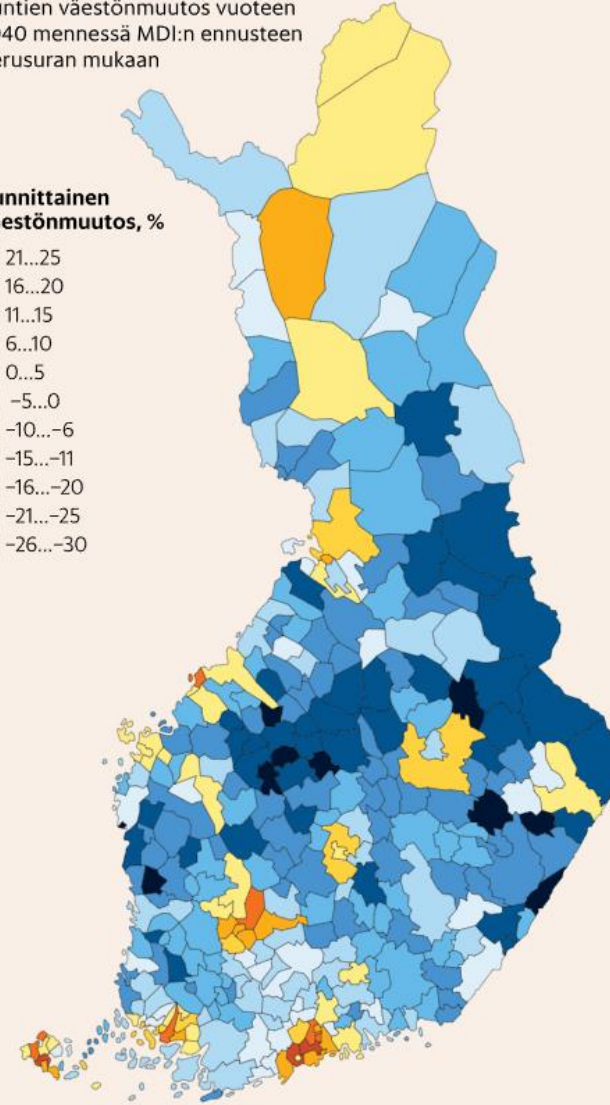 untien väestönmuutos vuoteen
040 mennessä MDI:n ennusteen
erusuran mukaan
unnittainen
estönmuutos, %
21...25
16...20
11...15
6...10
0...5
-5...0
-10...-6
-15...-11
-16...-20
-21...-25
-26...-30